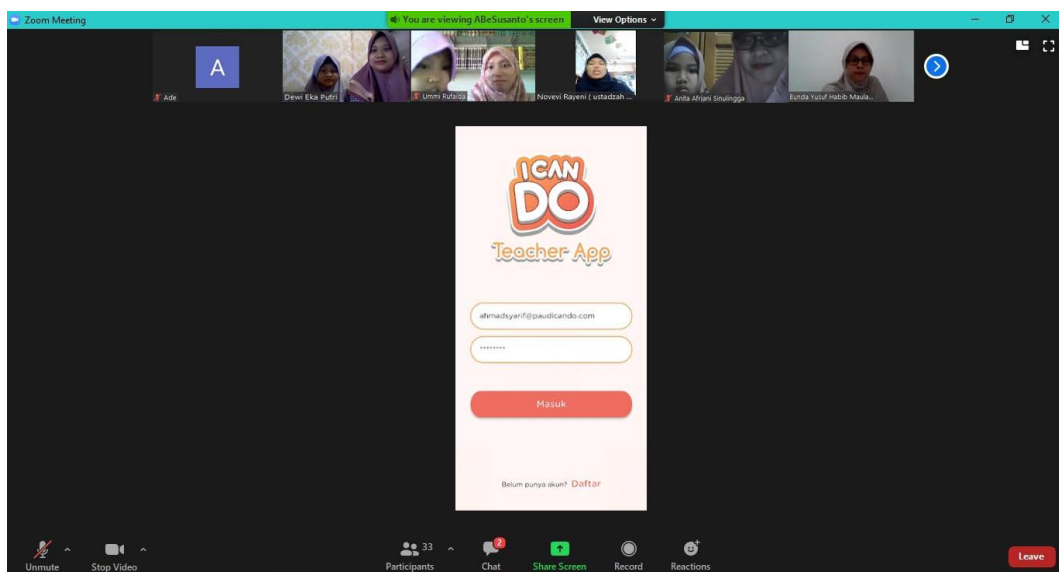 Zoom Meeting
You are viewing ABeSusanto's screen
View Options
A
Ade
Dewi Eka Putri
Ummi Rufaiqa
Novevi Rayeni ( ustadzah ...
Anita Afriani Sinulingga
Bunda Yusuf Habib Maula...
I CAN
DO
Teacher App
ahmadsyarif@paudicando.com
********
Masuk
Belum punya akun? Daftar
Unmute
Stop Video
33
Participants
2
Chat
Share Screen
Record
Reactions
Leave